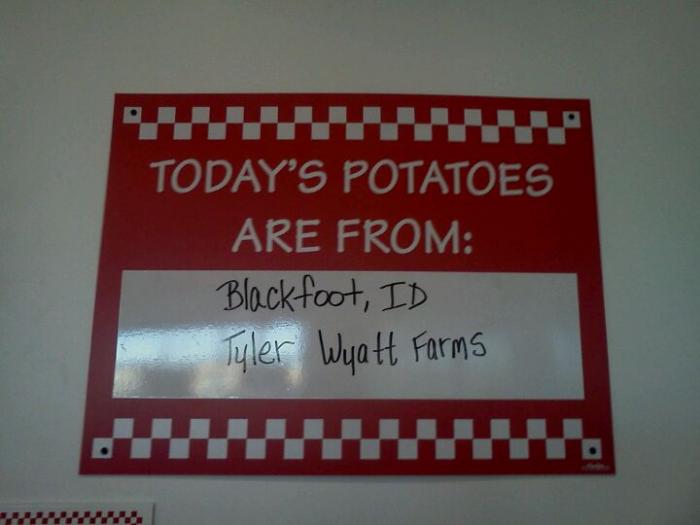 TODAY'S POTATOES
ARE FROM:
Blackfoot, ID
Tyler Wyatt Farms